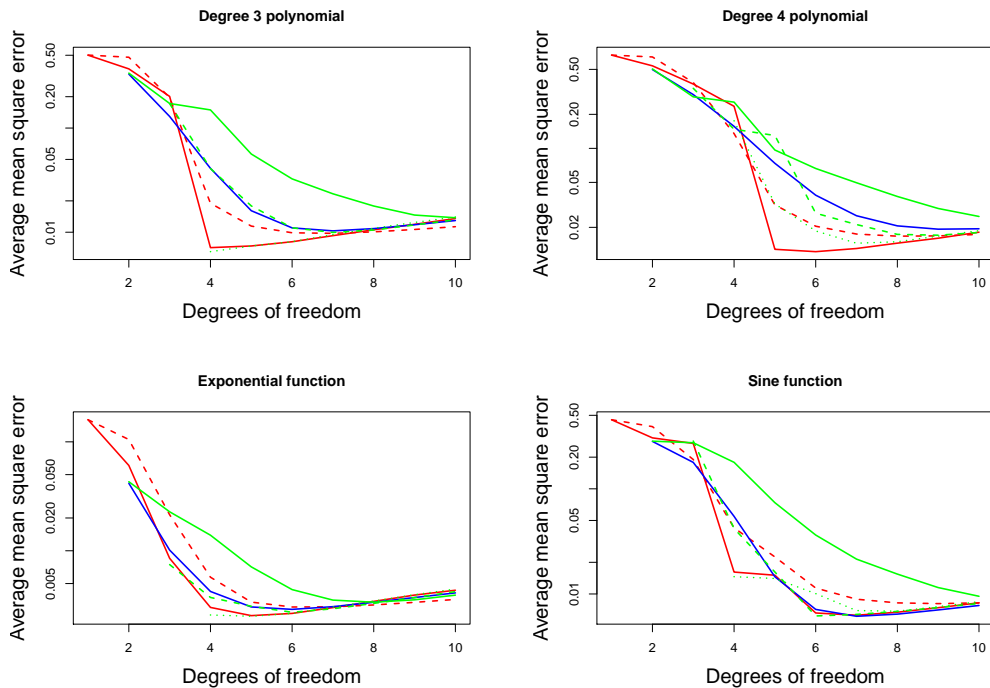 Degree 3 polynomial
Average mean square error
0.50
0.20
0.05
0.01
2 4 6 8 10
Degrees of freedom
Degree 4 polynomial
Average mean square error
0.50
0.20
0.05
0.02
2 4 6 8 10
Degrees of freedom
Exponential function
Average mean square error
0.050
0.020
0.005
2 4 6 8 10
Degrees of freedom
Sine function
Average mean square error
0.50
0.20
0.05
0.01
2 4 6 8 10
Degrees of freedom